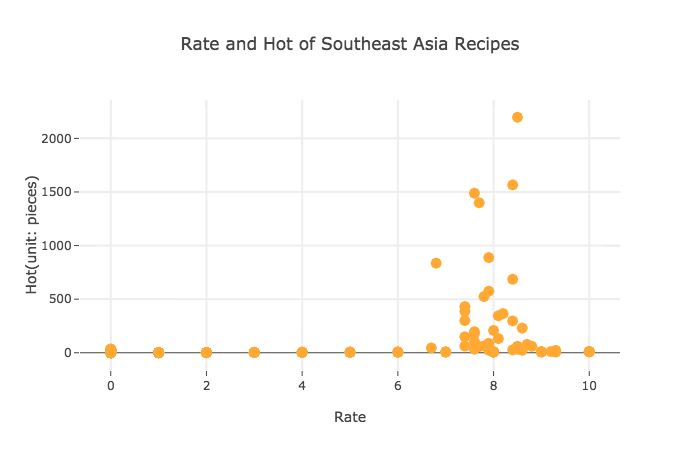 Rate and Hot of Southeast Asia Recipes
2000
1500
1000
500
0
Hot(unit: pieces)
0 2 4 6 8 10
Rate